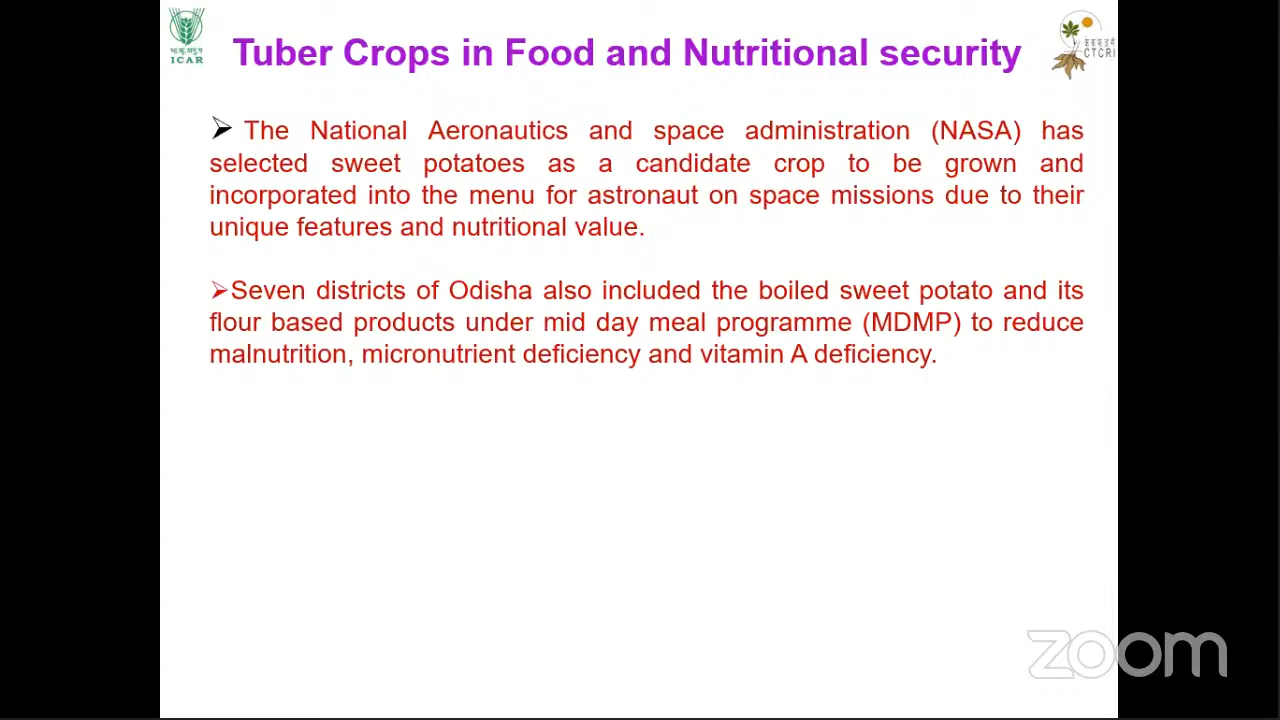 ICAR
Tuber Crops in Food and Nutritional security
CTCRI
➢ The National Aeronautics and space administration (NASA) has
selected sweet potatoes as a candidate crop to be grown and
incorporated into the menu for astronaut on space missions due to their
unique features and nutritional value.
➢Seven districts of Odisha also included the boiled sweet potato and its
flour based products under mid day meal programme (MDMP) to reduce
malnutrition, micronutrient deficiency and vitamin A deficiency.
zoom